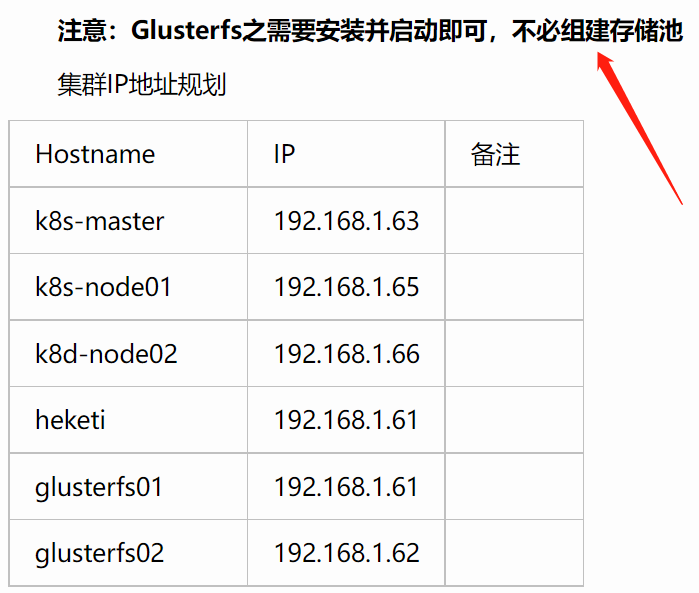 注意：Glusterfs之需要安装并启动即可，不必组建存储池
集群IP地址规划
Hostname IP 备注
k8s-master 192.168.1.63
k8s-node01 192.168.1.65
k8d-node02 192.168.1.66
heketi 192.168.1.61
glusterfs01 192.168.1.61
glusterfs02 192.168.1.62